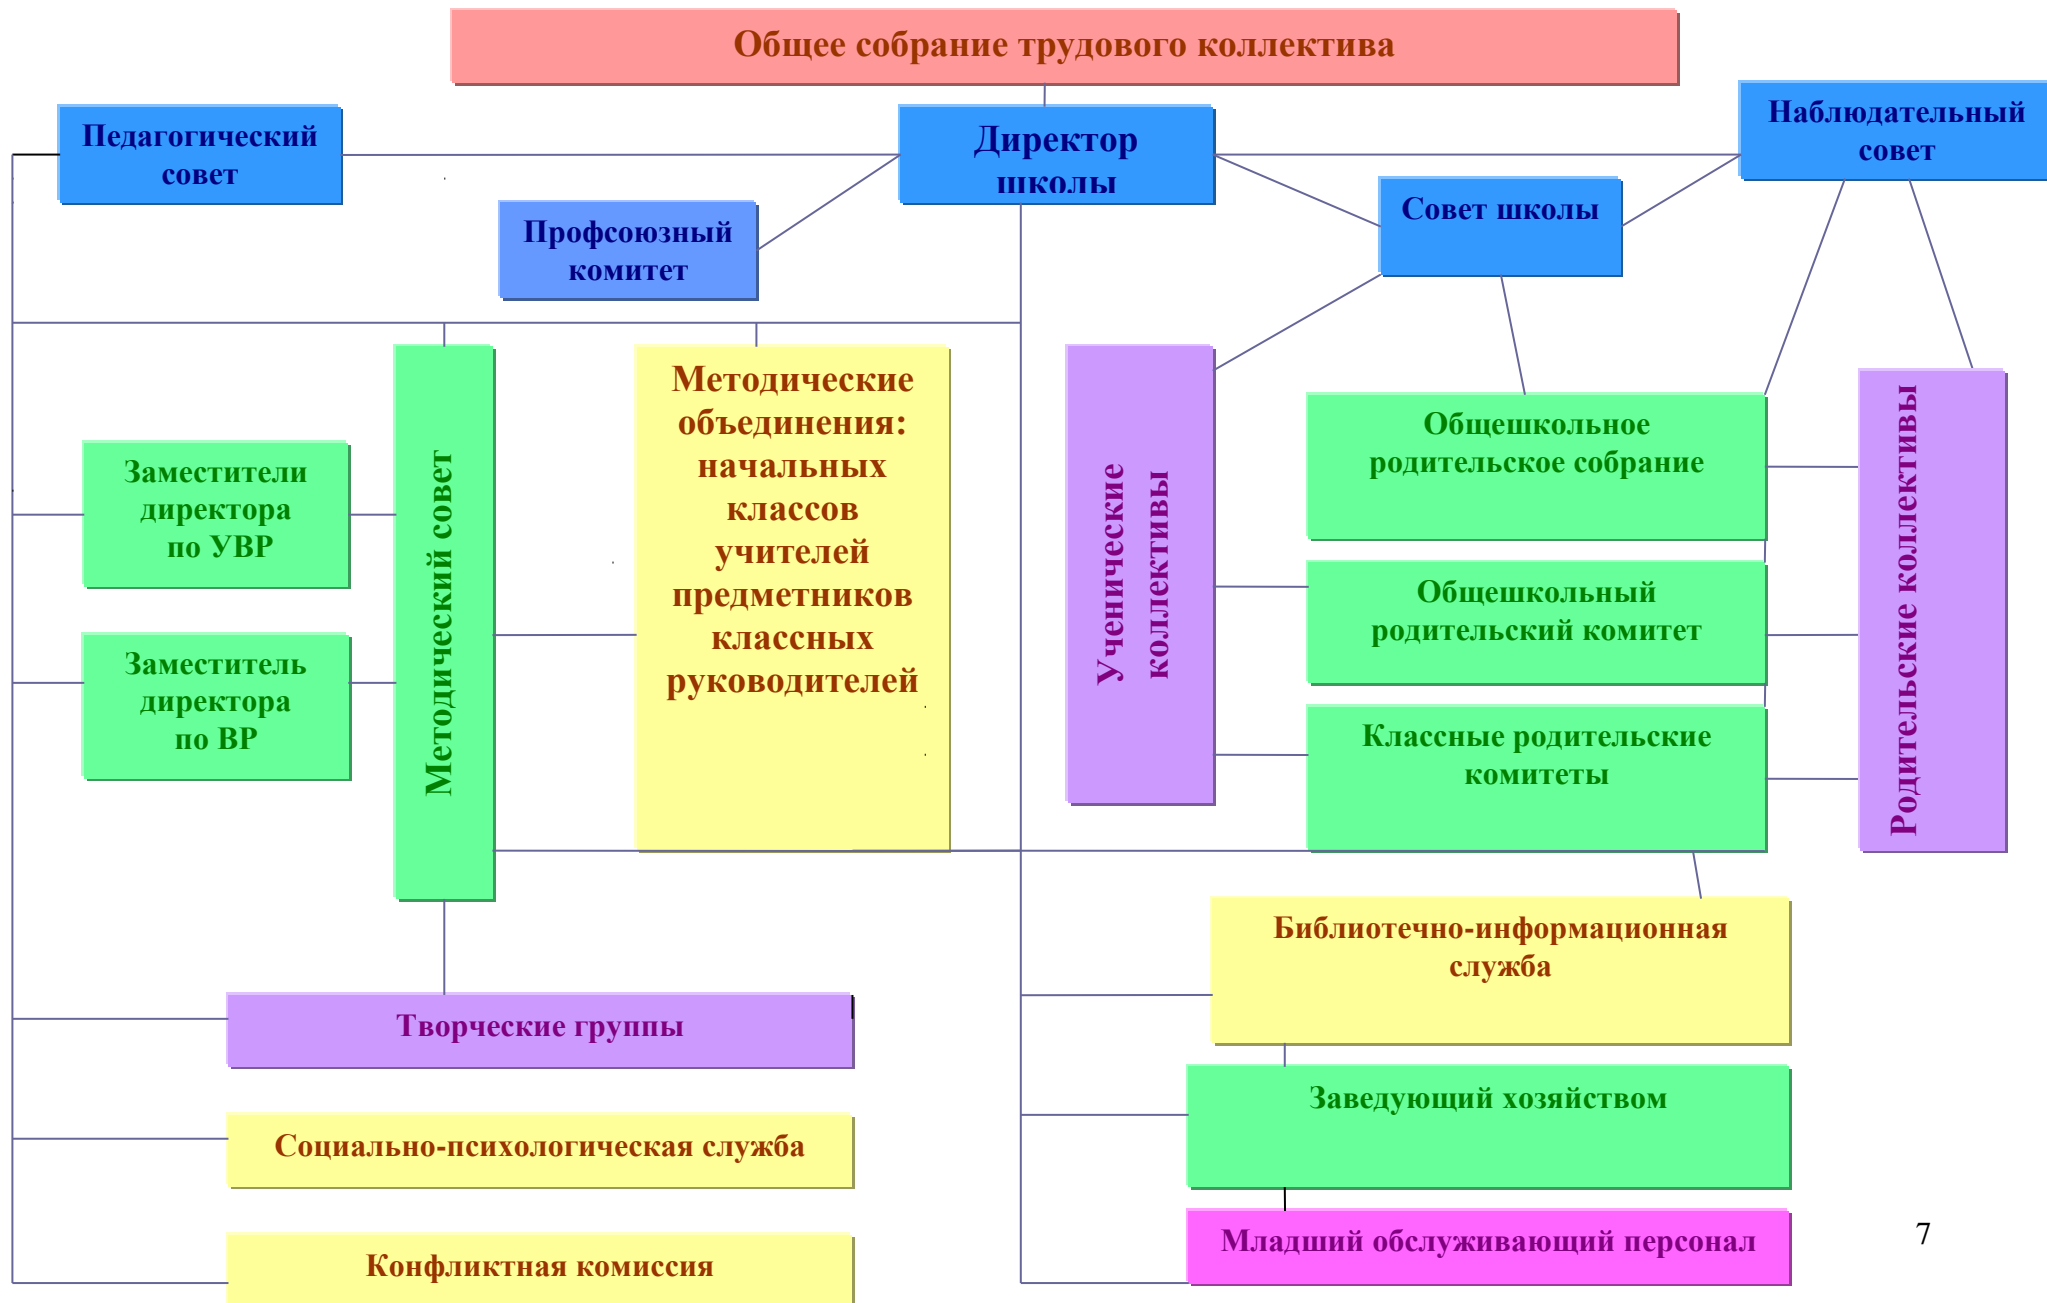 Общее собрание трудового коллектива
Педагогический
совет
Директор
школы
Наблюдательный
совет
Профсоюзный
комитет
Совет школы
Заместители
директора
по УВР
Заместитель
директора
по ВР
Методический совет
Методические
объединения:
начальных
классов
учителей
предметников
классных
руководителей
Ученические
коллективы
Общешкольное
родительское собрание
Общешкольный
родительский комитет
Классные родительские
комитеты
Родительские коллективы
Библиотечно-информационная
служба
Творческие группы
Заведующий хозяйством
Социально-психологическая служба
Младший обслуживающий персонал
Конфликтная комиссия
7